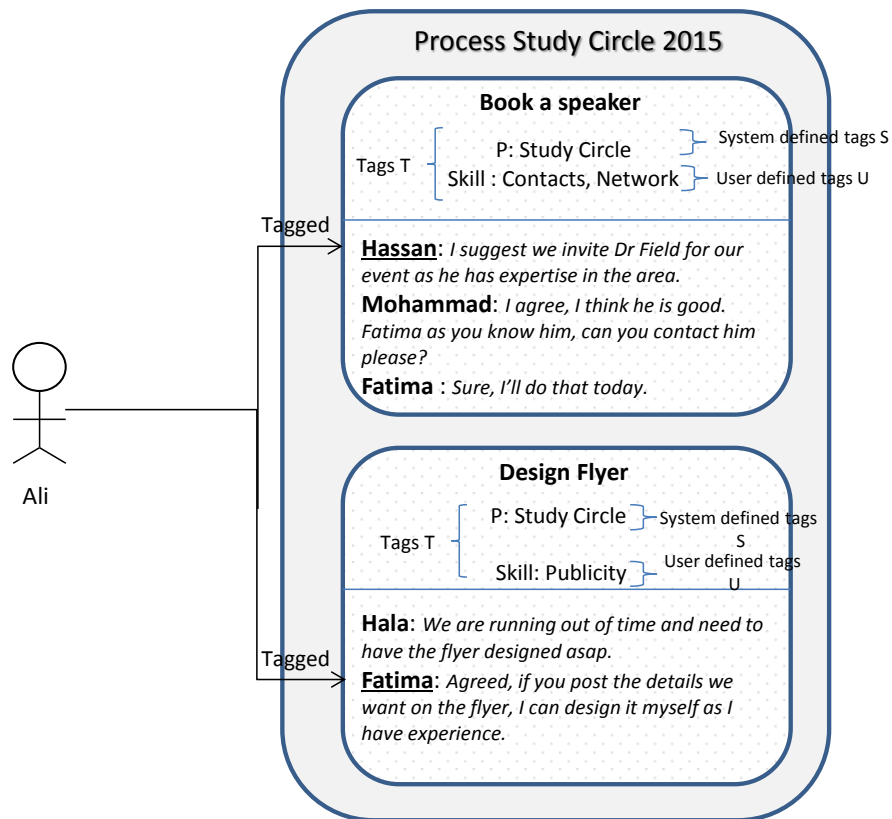 Process Study Circle 2015
Book a speaker
Tags T
P: Study Circle
System defined tags S
Skill : Contacts, Network
User defined tags U
Tagged
Hassan: I suggest we invite Dr Field for our
event as he has expertise in the area.
Mohammad: I agree, I think he is good.
Fatima as you know him, can you contact him
please?
Fatima : Sure, I'll do that today.
Ali
Design Flyer
Tags T
P: Study Circle
System defined tags
S
Skill: Publicity
User defined tags
U
Tagged
Hala: We are running out of time and need to
have the flyer designed asap.
Fatima: Agreed, if you post the details we
want on the flyer, I can design it myself as I
have experience.